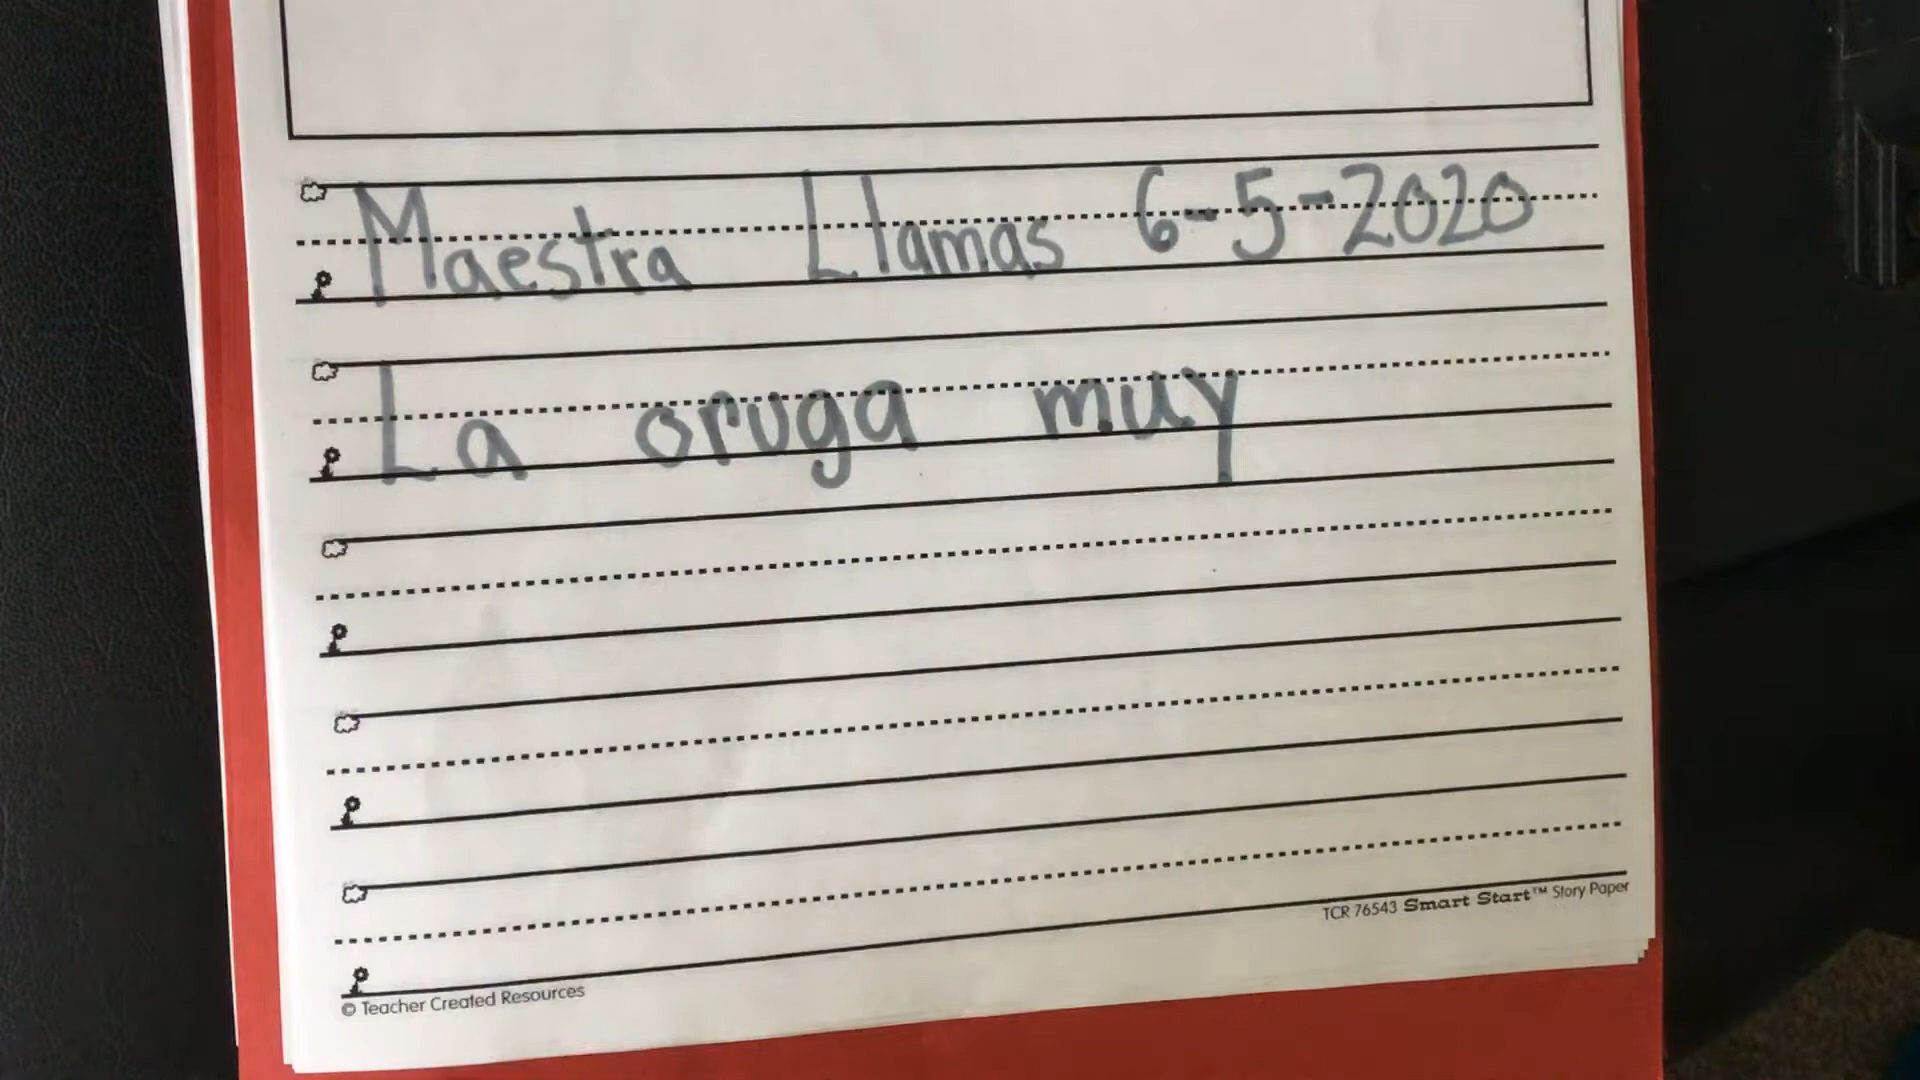 Maestra Llamas 6-5-2020
La oruga muy
TCR 76543 Smart Start™ Story Paper
© Teacher Created Resources